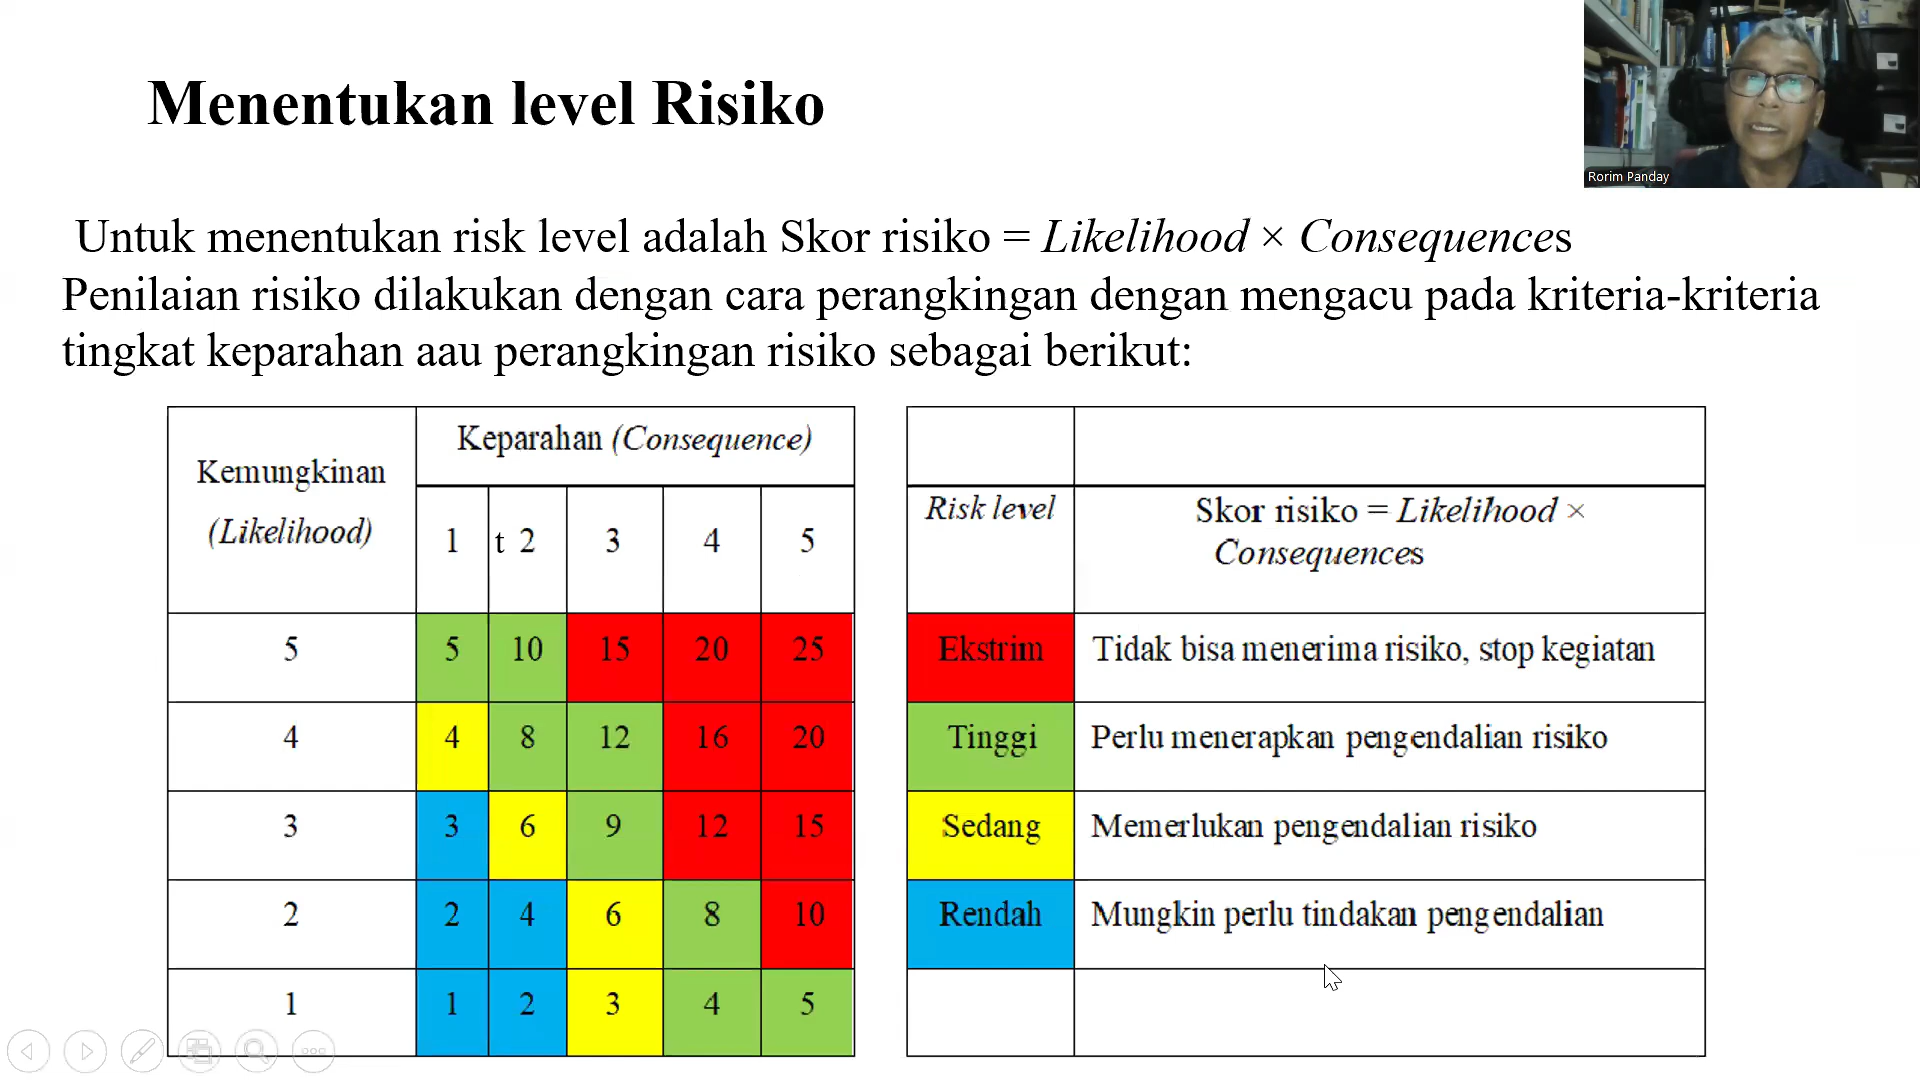 Menentukan level Risiko
Rorim Panday
Untuk menentukan risk level adalah Skor risiko = Likelihood × Consequences
Penilaian risiko dilakukan dengan cara perangkingan dengan mengacu pada kriteria-kriteria
tingkat keparahan aau perangkingan risiko sebagai berikut:
Kemungkinan
(Likelihood)
Keparahan (Consequence)
1 t 2 3 4 5
5 5 10 15 20 25
4 4 8 12 16 20
3 3 6 9 12 15
2 2 4 6 8 10
1 1 2 3 4 5
Risk level
Skor risiko = Likelihood ×
Consequences
Ekstrim Tidak bisa menerima risiko, stop kegiatan
Tinggi Perlu menerapkan pengendalian risiko
Sedang Memerlukan pengendalian risiko
Rendah Mungkin perlu tindakan pengendalian